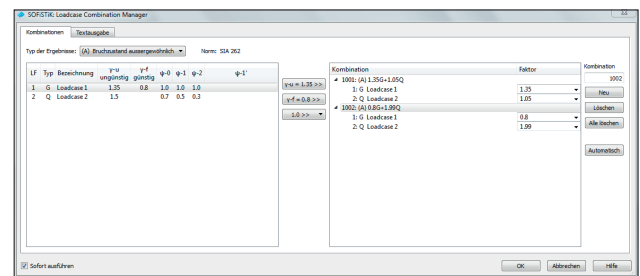 SOFiSTiK: Loadcase Combination Manager
Kombinationen Textausgabe
Typ der Ergebnisse: (A) Bruchzustand aussergewöhnlich Norm: SIA 262
LF Typ Bezeichnung γ-u ungünstig γ-f günstig ψ-0 ψ-1 ψ-2 ψ-1'
1 G Loadcase 1 1.35 0.8 1.0 1.0 1.0
2 Q Loadcase 2 1.5 0.7 0.5 0.3
γ-u = 1.35 >>
γ-f = 0.8 >>
1.0 >>
Kombination Faktor
1001: (A) 1.35G+1.05Q
1: G Loadcase 1 1.35
2: Q Loadcase 2 1.05
1002: (A) 0.8G+1.99Q
1: G Loadcase 1 0.8
2: Q Loadcase 2 1.99
Kombination
1002
Neu
Löschen
Alle löschen
Automatisch
Sofort ausführen
OK Abbrechen Hilfe